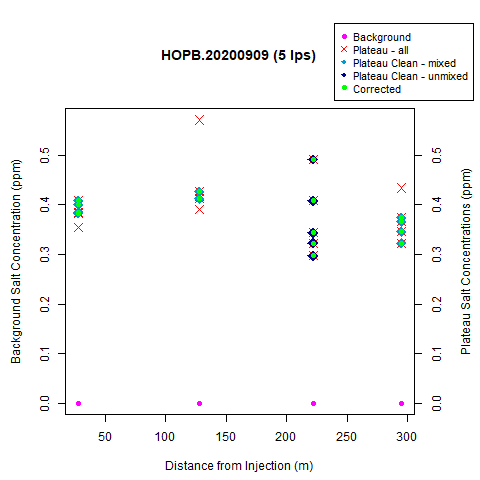 HOPB.20200909 (5 lps)
Background
Plateau - all
Plateau Clean - mixed
Plateau Clean - unmixed
Corrected
Background Salt Concentration (ppm)
0.5
0.4
0.3
0.2
0.1
0.0
0.5
0.4
0.3
0.2
0.1
0.0
Plateau Salt Concentrations (ppm)
50 100 150 200 250 300
Distance from Injection (m)